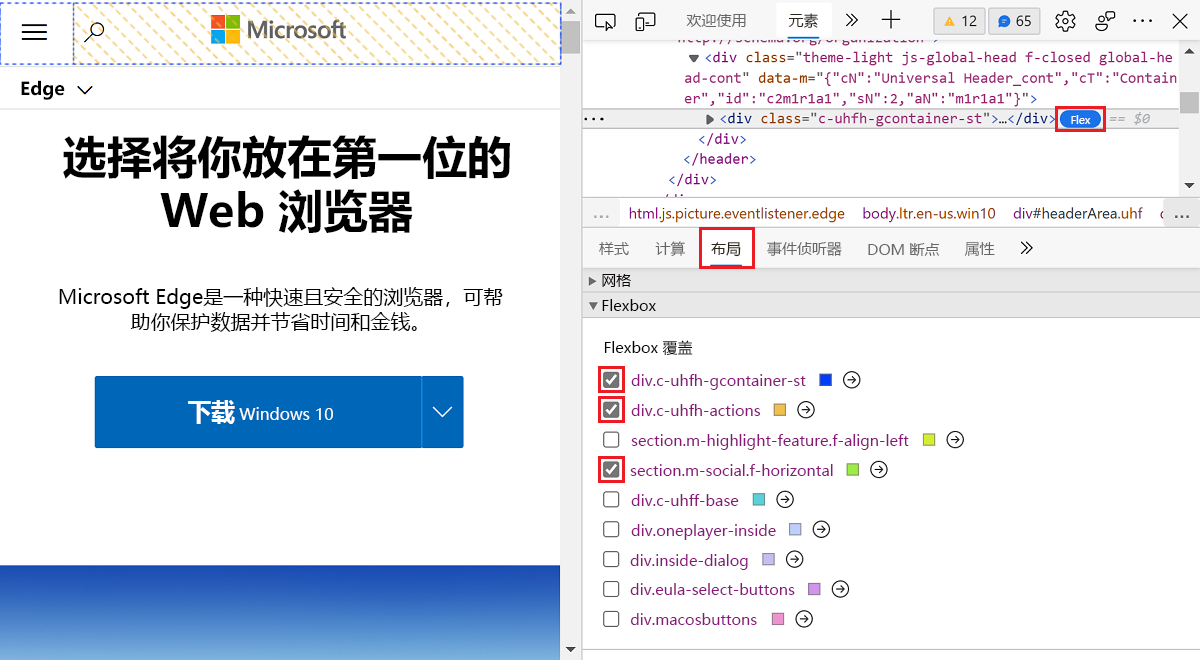 Microsoft
Edge
选择将你放在第一位的
Web 浏览器
Microsoft Edge是一种快速且安全的浏览器，可帮
助你保护数据并节省时间和金钱。
下载 Windows 10
欢迎使用 元素 12 65
http://schema.org/organization">
<div class="theme-light js-global-head f-closed global-he
ad-cont" data-m="{"cN":"Universal Header_cont","cT":"Contain
er","id":"c2m1r1a1","sN":2,"aN":"m1r1a1"}">
<div class="c-uhfh-gcontainer-st">…</div> Flex == $0
</div>
</header>
</div>
... html.js.picture.eventlistener.edge body.ltr.en-us.win10 div#headerArea.uhf ...
样式 计算 布局 事件侦听器 DOM 断点 属性
网格
Flexbox
Flexbox 覆盖
div.c-uhfh-gcontainer-st
div.c-uhfh-actions
section.m-highlight-feature.f-align-left
section.m-social.f-horizontal
div.c-uhff-base
div.oneplayer-inside
div.inside-dialog
div.eula-select-buttons
div.macosbuttons